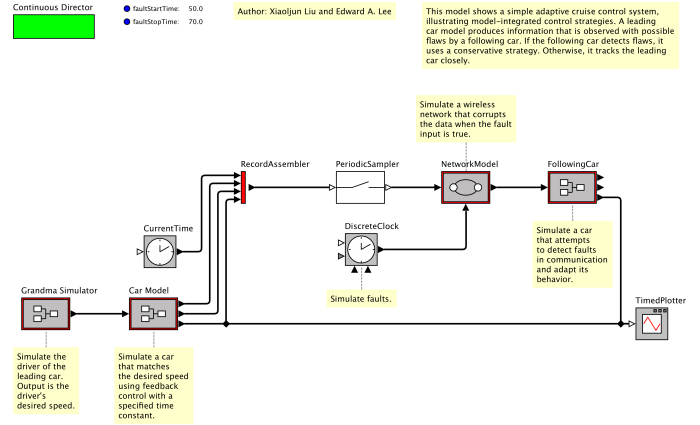 Continuous Director
faultStartTime: 50.0
faultStopTime: 70.0
Author: Xiaoljun Liu and Edward A. Lee
This model shows a simple adaptive cruise control system,
illustrating model-integrated control strategies. A leading
car model produces information that is observed with possible
flaws by a following car. If the following car detects flaws, it
uses a conservative strategy. Otherwise, it tracks the leading
car closely.
Simulate a wireless
network that corrupts
the data when the fault
input is true.
RecordAssembler
PeriodicSampler
NetworkModel
FollowingCar
CurrentTime
DiscreteClock
Simulate a car
that attempts
to detect faults
in communication
and adapt its
behavior.
Simulate faults.
Grandma Simulator
Car Model
TimedPlotter
Simulate the
driver of the
leading car.
Output is the
driver's
desired speed.
Simulate a car
that matches
the desired speed
using feedback
control with a
specified time
constant.